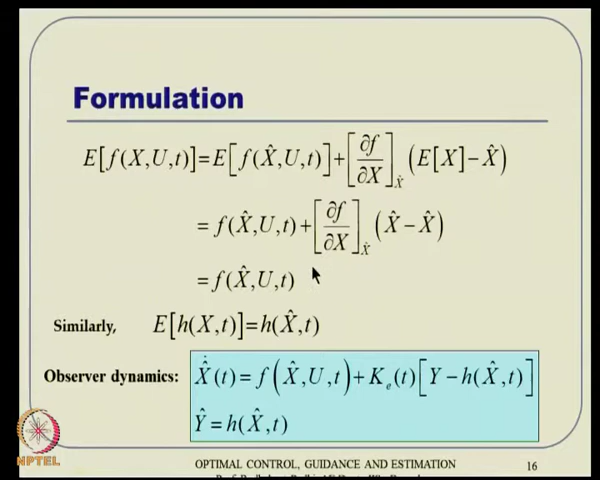 Formulation
E[f(X,U,t)]=E[f(X̂,U,t)]+[∂f/∂X]_X̂ (E[X]−X̂)
=f(X̂,U,t)+[∂f/∂X]_X̂ (X̂−X̂)
=f(X̂,U,t)
Similarly, E[h(X,t)]=h(X̂,t)
Observer dynamics: X̂̇(t)=f(X̂,U,t)+K_e(t)[Y−h(X̂,t)]
Ŷ=h(X̂,t)
NPTEL
OPTIMAL CONTROL, GUIDANCE AND ESTIMATION 16